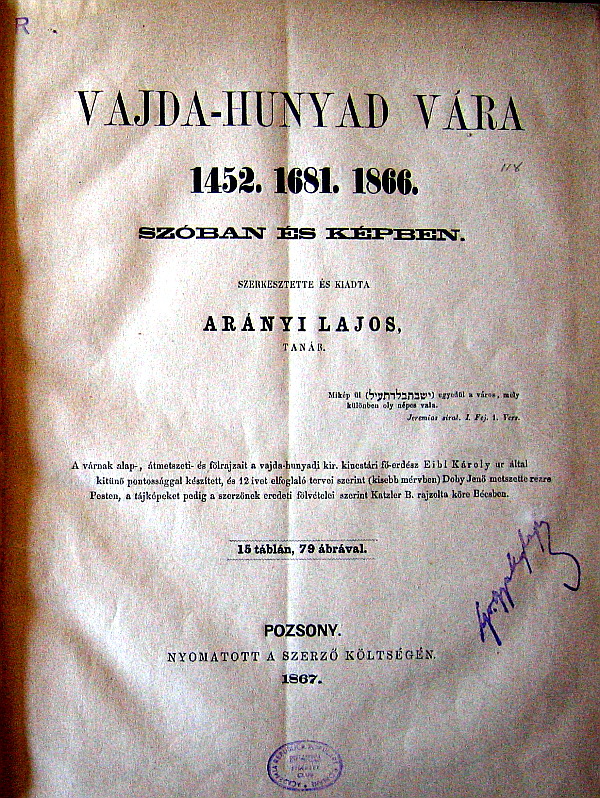 R
VAJDA-HUNYAD VÁRA
1452. 1681. 1866.
SZÓBAN ÉS KÉPBEN.
SZERKESZTETTE ÉS KIADTA
ARÁNYI LAJOS,
TANÁR.
Mikép ül (ישבתבלדתעיל) egyedül a város, mely
különben oly népes vala.
Jeremias sirat. I. Fej. 1. Vers.
A várnak alap-, átmetszeti- és fölrajzait a vajda-hunyadi kir. kincstári fő-erdész Eibl Károly ur által
kitünő pontossággal készített, és 12 ivet elfoglaló tervei szerint (kisebb mérvben) Doby Jenő metszette rezre
Pesten, a tájképeket pedig a szerzőnek eredeti fölvételei szerint Katzler B. rajzolta köre Bécsben.
15 táblán, 79 ábrával.
POZSONY.
NYOMATOTT A SZERZŐ KÖLTSÉGÉN.
1867.